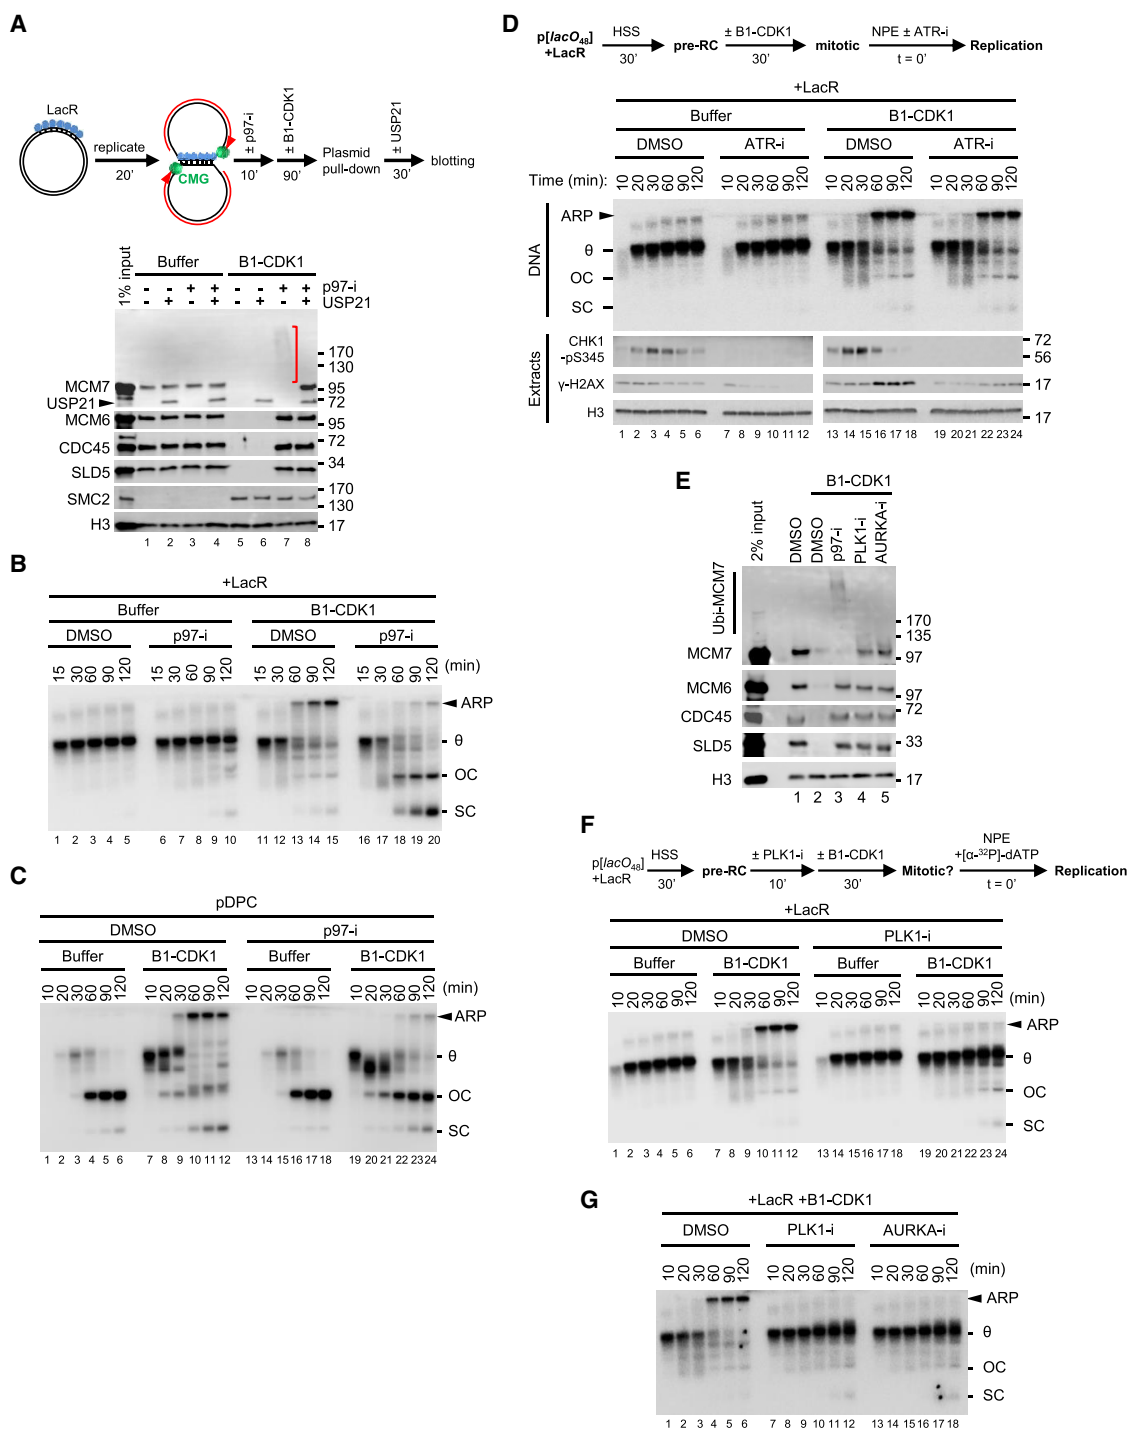 A
LacR
replicate
20'
CMG
± p97-i
10'
± B1-CDK1
90'
Plasmid
pull-down
± USP21
30'
blotting
1% input
Buffer
B1-CDK1
- - + + - - + + p97-i
- + - + - + - + USP21
170
130
MCM7
95
USP21
72
MCM6
95
CDC45
72
SLD5
34
SMC2
170
130
H3
17
1 2 3 4 5 6 7 8
B
+LacR
Buffer B1-CDK1
DMSO p97-i DMSO p97-i
15 30 60 90 120 15 30 60 90 120 15 30 60 90 120 15 30 60 90 120 (min)
ARP
θ
OC
SC
1 2 3 4 5 6 7 8 9 10 11 12 13 14 15 16 17 18 19 20
C
pDPC
DMSO p97-i
Buffer B1-CDK1 Buffer B1-CDK1
10 20 30 60 90 120 10 20 30 60 90 120 10 20 30 60 90 120 10 20 30 60 90 120 (min)
ARP
θ
OC
SC
1 2 3 4 5 6 7 8 9 10 11 12 13 14 15 16 17 18 19 20 21 22 23 24
D
p[lacO48]
+LacR
HSS
30'
pre-RC
± B1-CDK1
30'
mitotic
NPE ± ATR-i
t = 0'
Replication
+LacR
Buffer B1-CDK1
DMSO ATR-i DMSO ATR-i
Time (min): 10 20 30 60 90 120 10 20 30 60 90 120 10 20 30 60 90 120 10 20 30 60 90 120
DNA
ARP
θ
OC
SC
Extracts
CHK1
-pS345
72
56
γ-H2AX
17
H3
17
1 2 3 4 5 6 7 8 9 10 11 12 13 14 15 16 17 18 19 20 21 22 23 24
E
B1-CDK1
2% input DMSO DMSO p97-i PLK1-i AURKA-i
Ubi-MCM7
170
135
MCM7
97
MCM6
97
CDC45
72
SLD5
33
H3
17
1 2 3 4 5
F
p[lacO48]
+LacR
HSS
30'
pre-RC
± PLK1-i
10'
± B1-CDK1
30'
Mitotic?
NPE
+[α-32P]-dATP
t = 0'
Replication
+LacR
DMSO PLK1-i
Buffer B1-CDK1 Buffer B1-CDK1
10 20 30 60 90 120 10 20 30 60 90 120 10 20 30 60 90 120 10 20 30 60 90 120 (min)
ARP
θ
OC
SC
1 2 3 4 5 6 7 8 9 10 11 12 13 14 15 16 17 18 19 20 21 22 23 24
G
+LacR +B1-CDK1
DMSO PLK1-i AURKA-i
10 20 30 60 90 120 10 20 30 60 90 120 10 20 30 60 90 120 (min)
ARP
θ
OC
SC
1 2 3 4 5 6 7 8 9 10 11 12 13 14 15 16 17 18